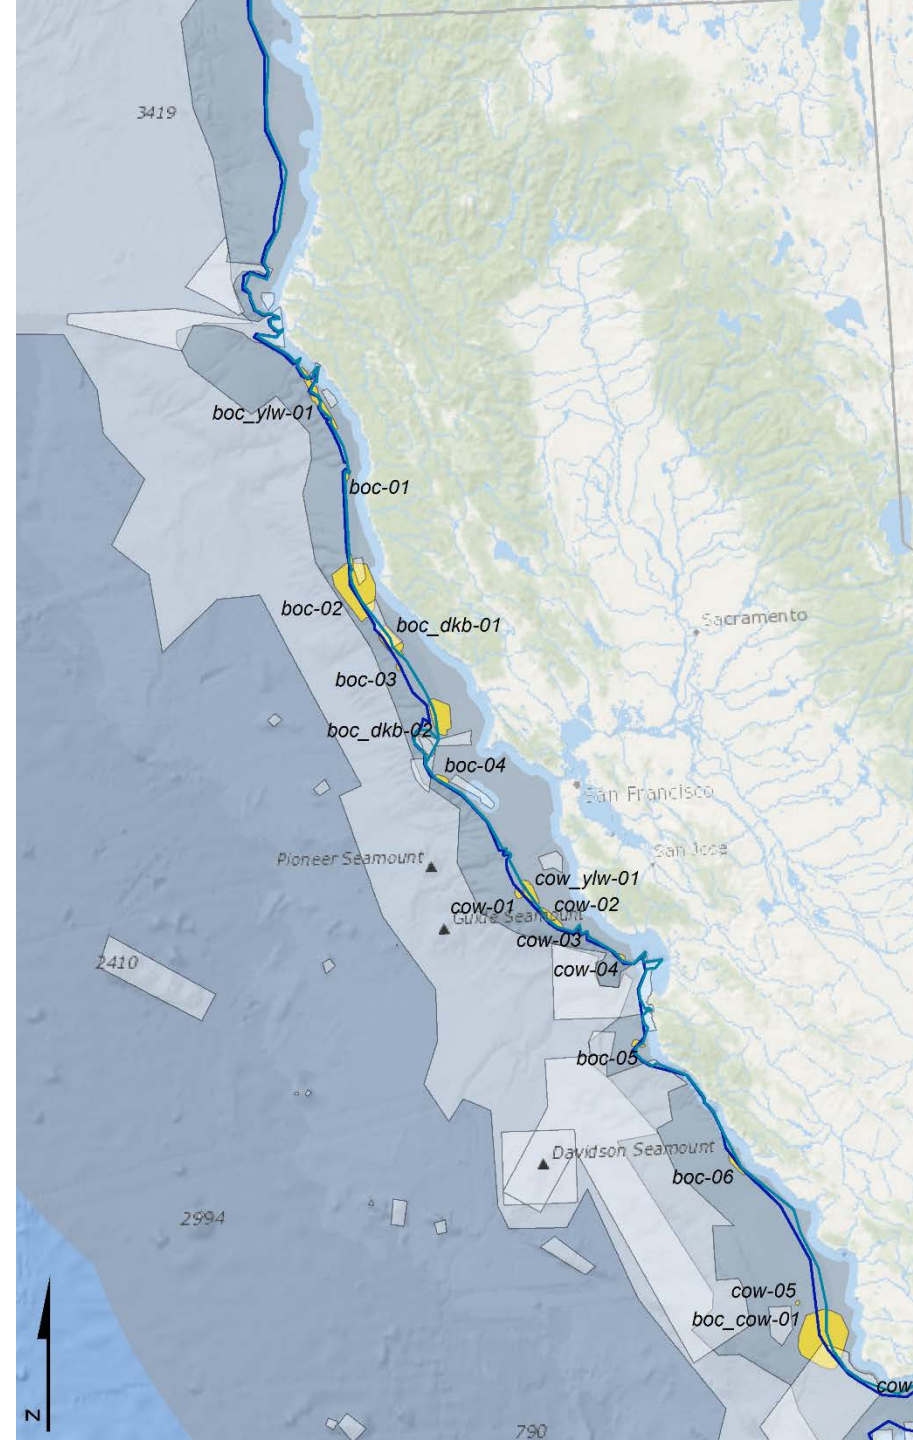 3419
boc_ylw-01
boc-01
boc-02
boc_dkb-01
Sacramento
boc-03
boc_dkb-02
boc-04
San Francisco
San Jose
Pioneer Seamount
cow_ylw-01
cow-01
cow-02
Guide Seamount
cow-03
2410
cow-04
boc-05
Davidson Seamount
boc-06
2994
cow-05
boc_cow-01
cow
N
790